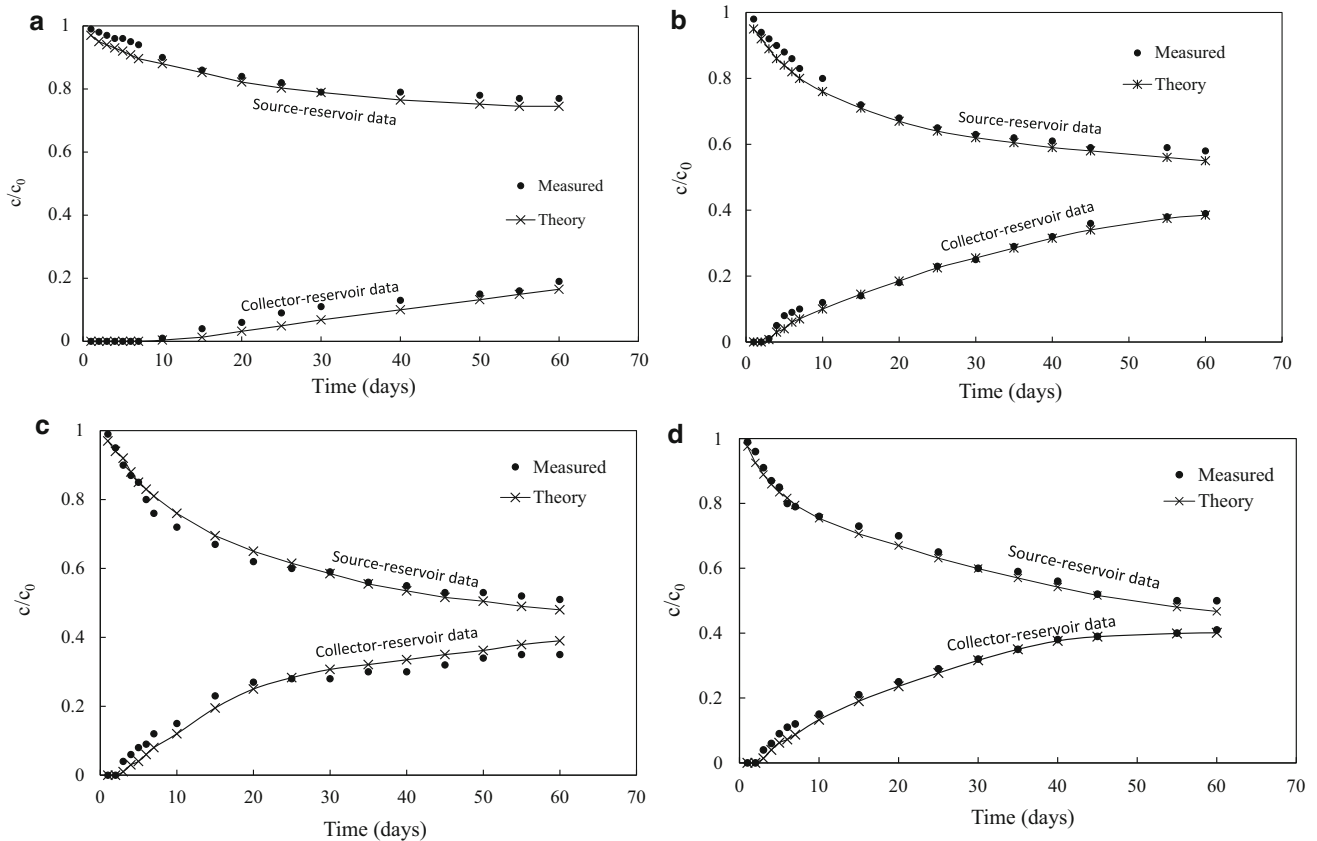 a
1
0.8
0.6
0.4
0.2
0
c/c0
Measured
Theory
Source-reservoir data
Collector-reservoir data
0 10 20 30 40 50 60 70
Time (days)
b
1
0.8
0.6
0.4
0.2
0
c/c0
Measured
Theory
Source-reservoir data
Collector-reservoir data
0 10 20 30 40 50 60 70
Time (days)
c
1
0.8
0.6
0.4
0.2
0
c/c0
Measured
Theory
Source-reservoir data
Collector-reservoir data
0 10 20 30 40 50 60 70
Time (days)
d
1
0.8
0.6
0.4
0.2
0
c/c0
Measured
Theory
Source-reservoir data
Collector-reservoir data
0 10 20 30 40 50 60 70
Time (days)